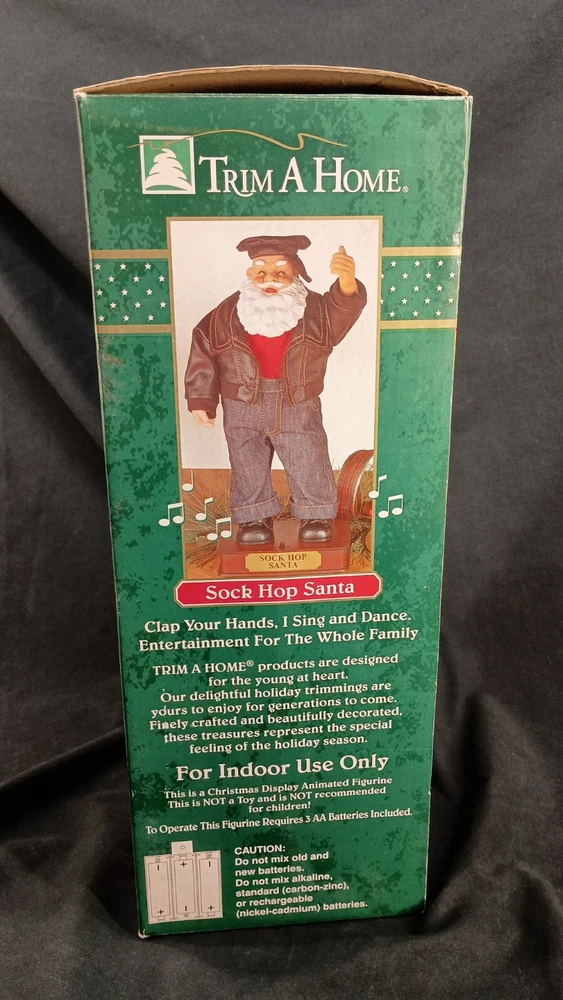 TRIM A HOME®
SOCK HOP
SANTA
Sock Hop Santa
Clap Your Hands, I Sing and Dance.
Entertainment For The Whole Family
TRIM A HOME® products are designed
for the young at heart.
Our delightful holiday trimmings are
yours to enjoy for generations to come.
Finely crafted and beautifully decorated,
these treasures represent the special
feeling of the holiday season.
For Indoor Use Only
This is a Christmas Display Animated Figurine
This is NOT a Toy and is NOT recommended
for children!
To Operate This Figurine Requires 3 AA Batteries Included.
CAUTION:
Do not mix old and
new batteries.
Do not mix alkaline,
standard (carbon-zinc),
or rechargeable
(nickel-cadmium) batteries.